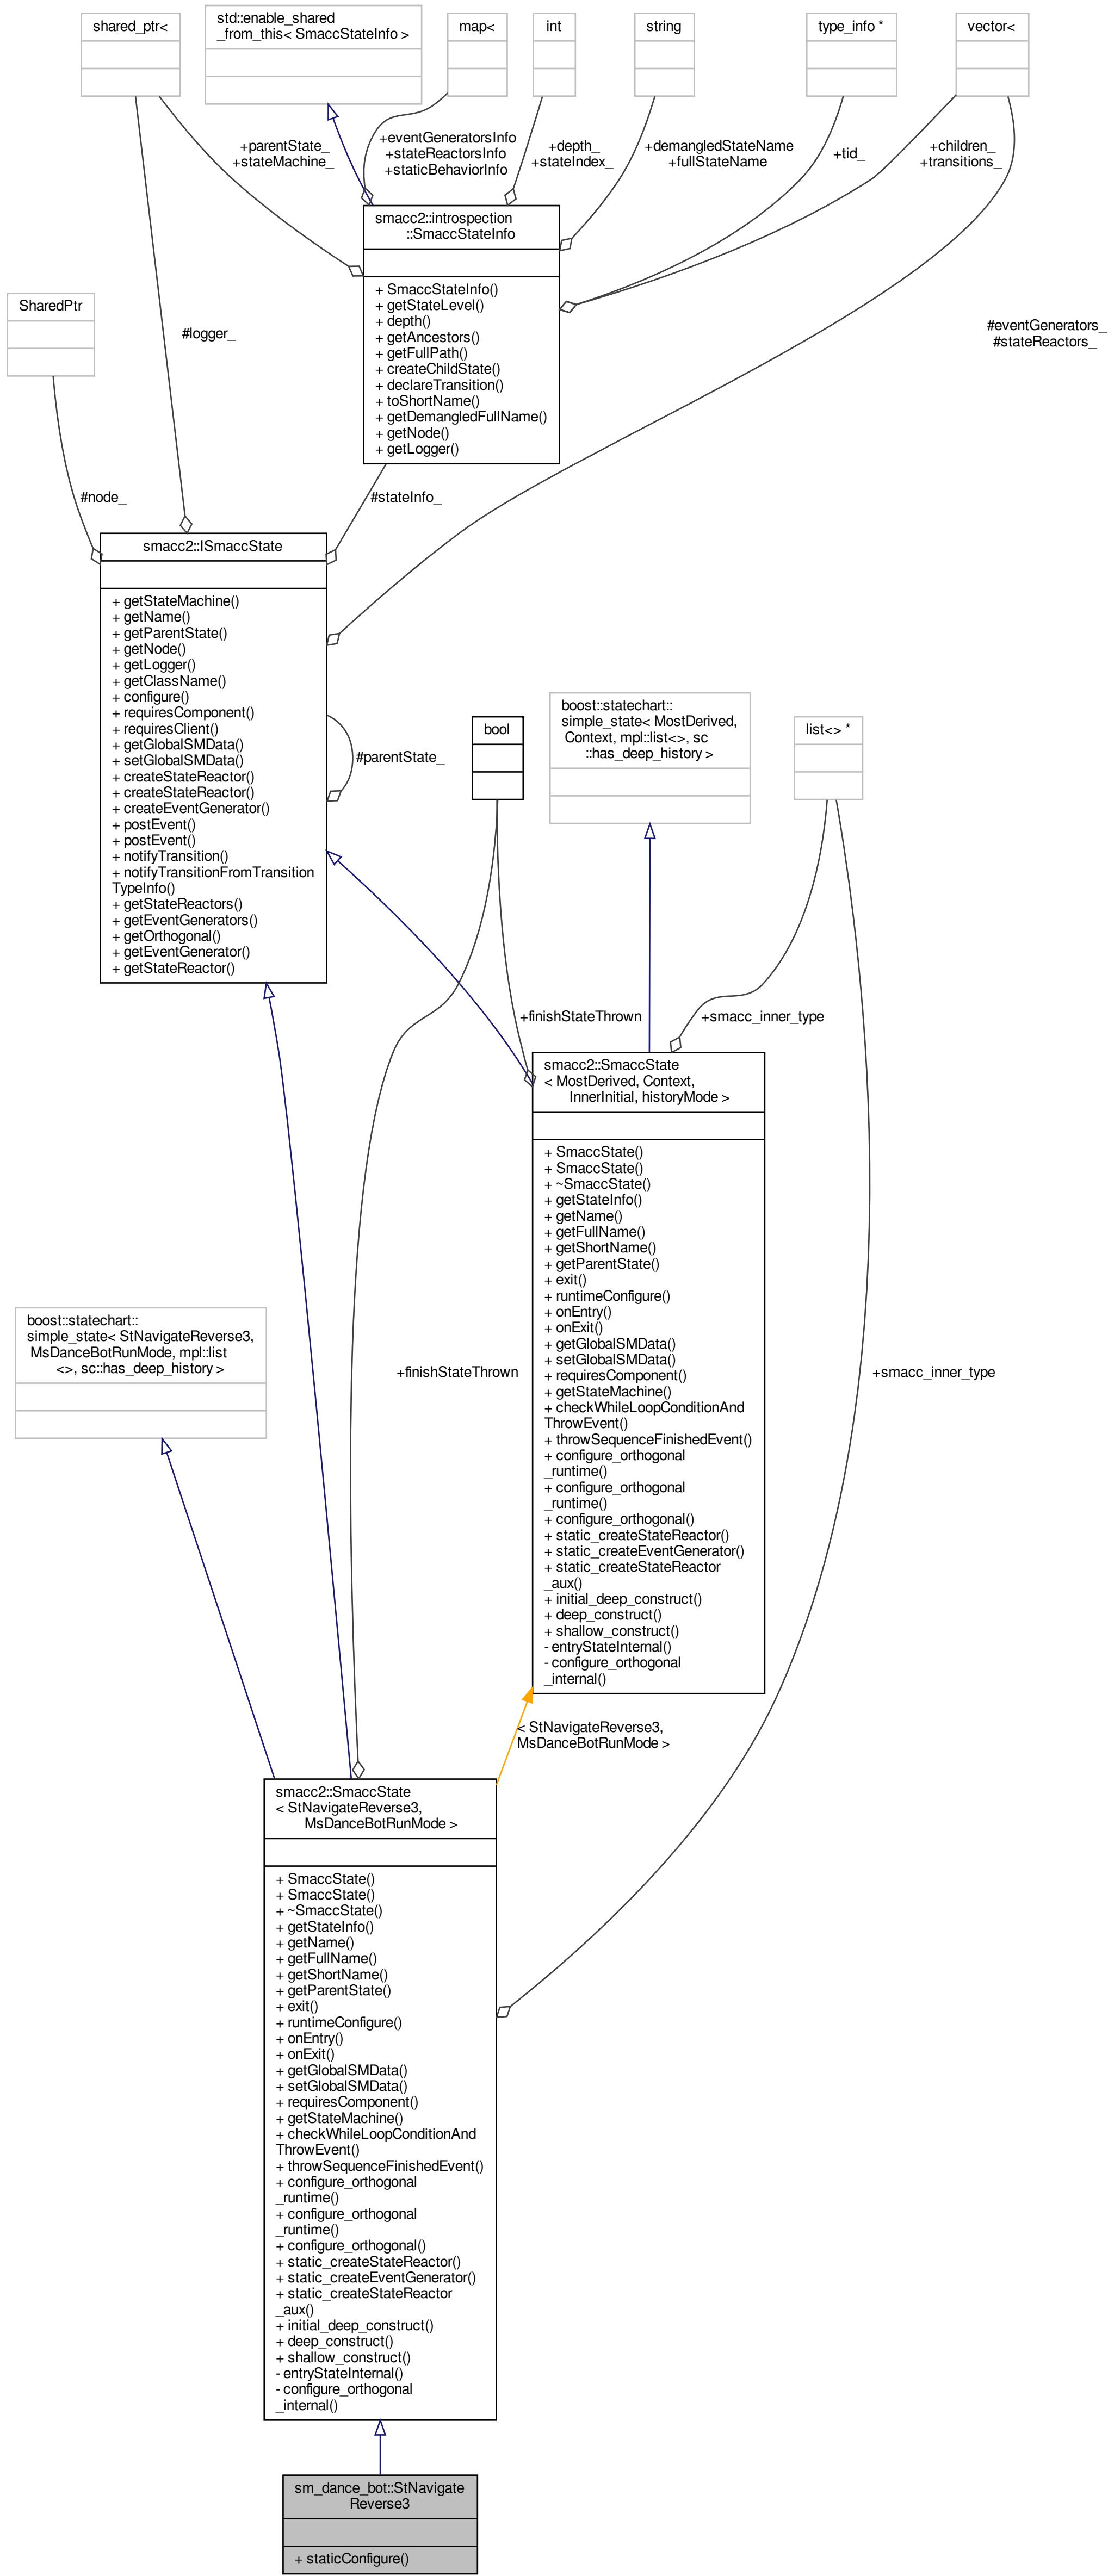 shared_ptr<
std::enable_shared
_from_this< SmaccStateInfo >
map<
int
string
type_info *
vector<
+parentState_
+stateMachine_
+eventGeneratorsInfo
+stateReactorsInfo
+staticBehaviorInfo
+depth_
+stateIndex_
+demangledStateName
+fullStateName
+tid_
+children_
+transitions_
smacc2::introspection
::SmaccStateInfo
+ SmaccStateInfo()
+ getStateLevel()
+ depth()
+ getAncestors()
+ getFullPath()
+ createChildState()
+ declareTransition()
+ toShortName()
+ getDemangledFullName()
+ getNode()
+ getLogger()
SharedPtr
#logger_
#eventGenerators_
#stateReactors_
#node_
#stateInfo_
smacc2::ISmaccState
+ getStateMachine()
+ getName()
+ getParentState()
+ getNode()
+ getLogger()
+ getClassName()
+ configure()
+ requiresComponent()
+ requiresClient()
+ getGlobalSMData()
+ setGlobalSMData()
+ createStateReactor()
+ createStateReactor()
+ createEventGenerator()
+ postEvent()
+ postEvent()
+ notifyTransition()
+ notifyTransitionFromTransition
TypeInfo()
+ getStateReactors()
+ getEventGenerators()
+ getOrthogonal()
+ getEventGenerator()
+ getStateReactor()
#parentState_
bool
boost::statechart::
simple_state< MostDerived,
Context, mpl::list<>, sc
::has_deep_history >
list<> *
+finishStateThrown
+smacc_inner_type
smacc2::SmaccState
< MostDerived, Context,
InnerInitial, historyMode >
+ SmaccState()
+ SmaccState()
+ ~SmaccState()
+ getStateInfo()
+ getName()
+ getFullName()
+ getShortName()
+ getParentState()
+ exit()
+ runtimeConfigure()
+ onEntry()
+ onExit()
+ getGlobalSMData()
+ setGlobalSMData()
+ requiresComponent()
+ getStateMachine()
+ checkWhileLoopConditionAnd
ThrowEvent()
+ throwSequenceFinishedEvent()
+ configure_orthogonal
_runtime()
+ configure_orthogonal
_runtime()
+ configure_orthogonal()
+ static_createStateReactor()
+ static_createEventGenerator()
+ static_createStateReactor
_aux()
+ initial_deep_construct()
+ deep_construct()
+ shallow_construct()
- entryStateInternal()
- configure_orthogonal
_internal()
boost::statechart::
simple_state< StNavigateReverse3,
MsDanceBotRunMode, mpl::list
<>, sc::has_deep_history >
+finishStateThrown
+smacc_inner_type
< StNavigateReverse3,
MsDanceBotRunMode >
smacc2::SmaccState
< StNavigateReverse3,
MsDanceBotRunMode >
+ SmaccState()
+ SmaccState()
+ ~SmaccState()
+ getStateInfo()
+ getName()
+ getFullName()
+ getShortName()
+ getParentState()
+ exit()
+ runtimeConfigure()
+ onEntry()
+ onExit()
+ getGlobalSMData()
+ setGlobalSMData()
+ requiresComponent()
+ getStateMachine()
+ checkWhileLoopConditionAnd
ThrowEvent()
+ throwSequenceFinishedEvent()
+ configure_orthogonal
_runtime()
+ configure_orthogonal
_runtime()
+ configure_orthogonal()
+ static_createStateReactor()
+ static_createEventGenerator()
+ static_createStateReactor
_aux()
+ initial_deep_construct()
+ deep_construct()
+ shallow_construct()
- entryStateInternal()
- configure_orthogonal
_internal()
sm_dance_bot::StNavigate
Reverse3
+ staticConfigure()